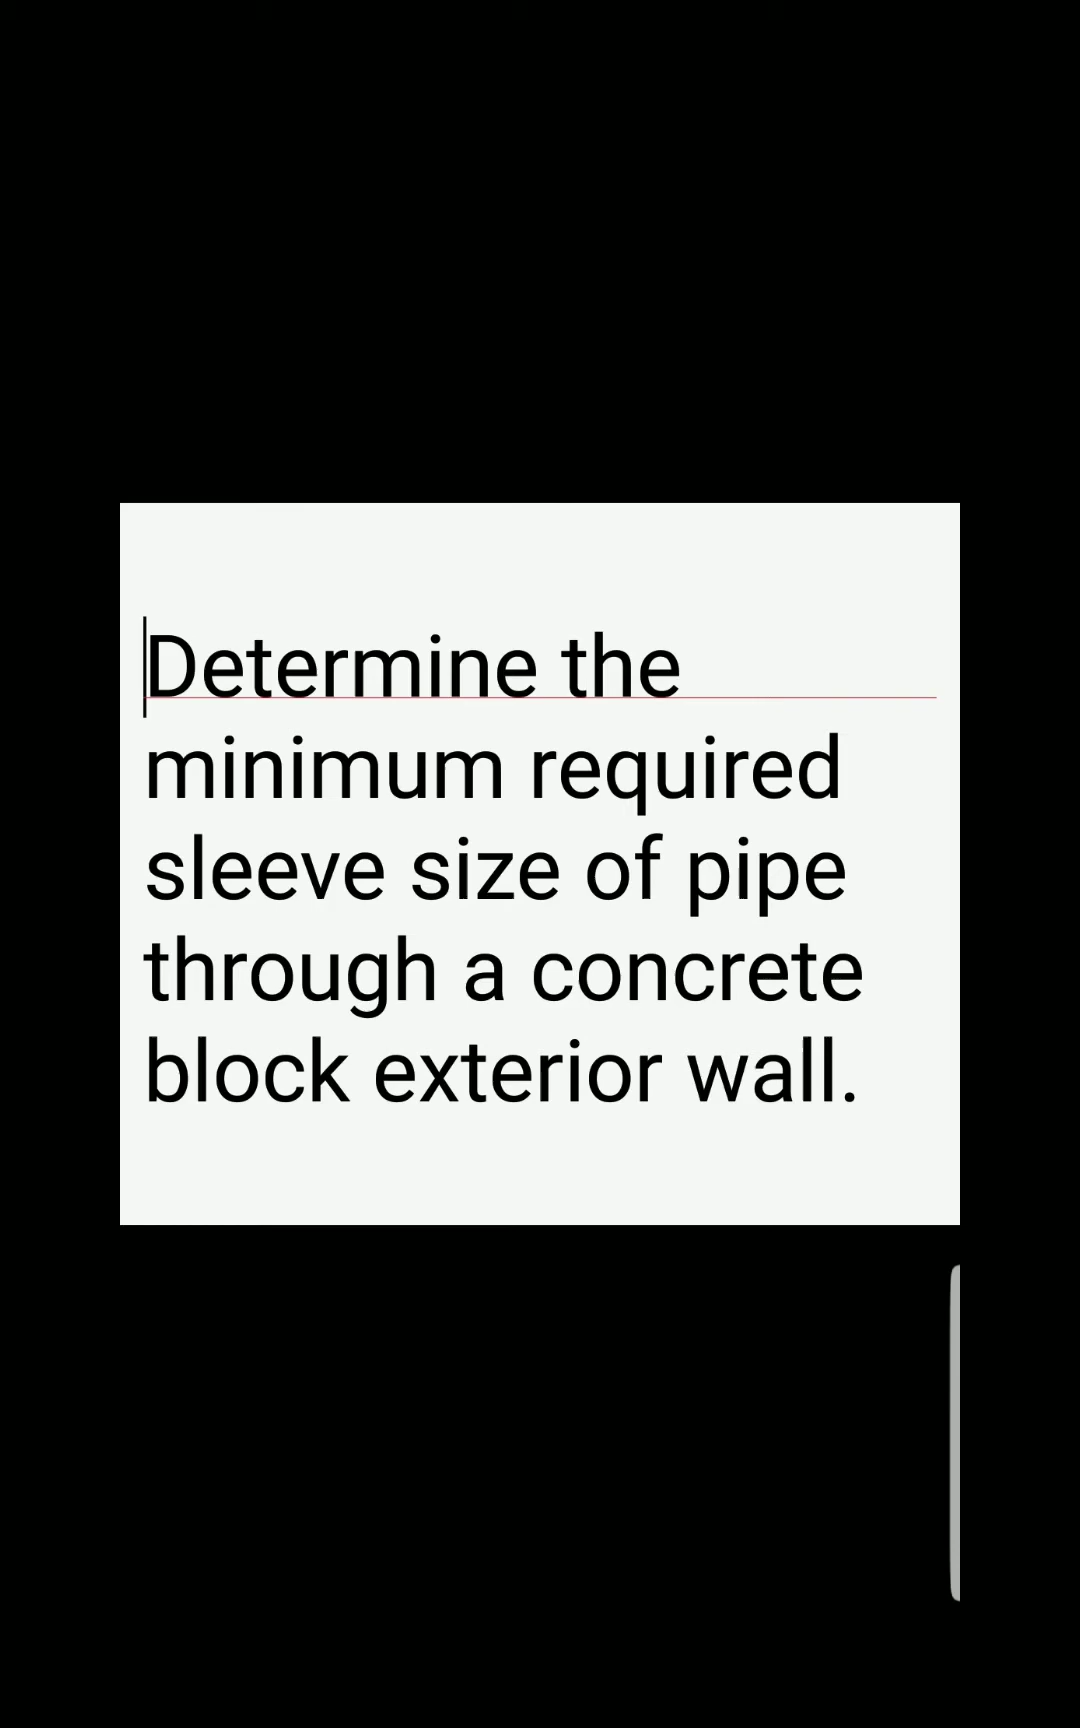 Determine the
minimum required
sleeve size of pipe
through a concrete
block exterior wall.